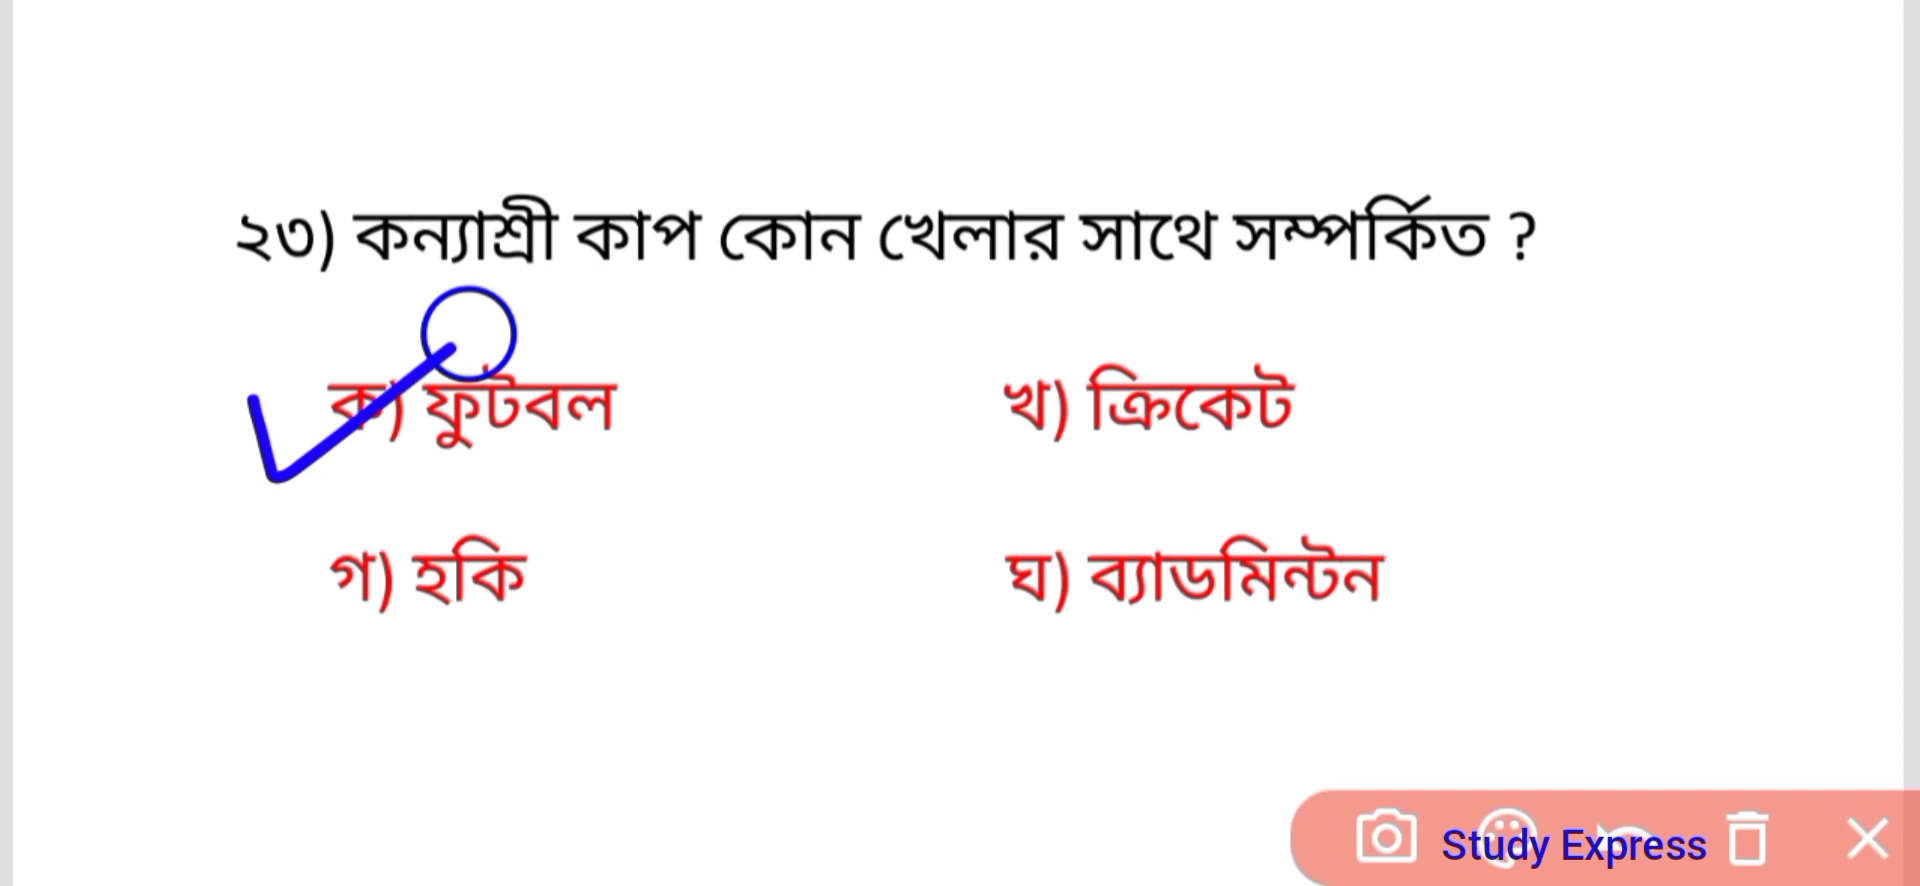 ২৩) কন্যাশ্রী কাপ কোন খেলার সাথে সম্পর্কিত ?
ক) ফুটবল
খ) ক্রিকেট
গ) হকি
ঘ) ব্যাডমিন্টন
Study Express